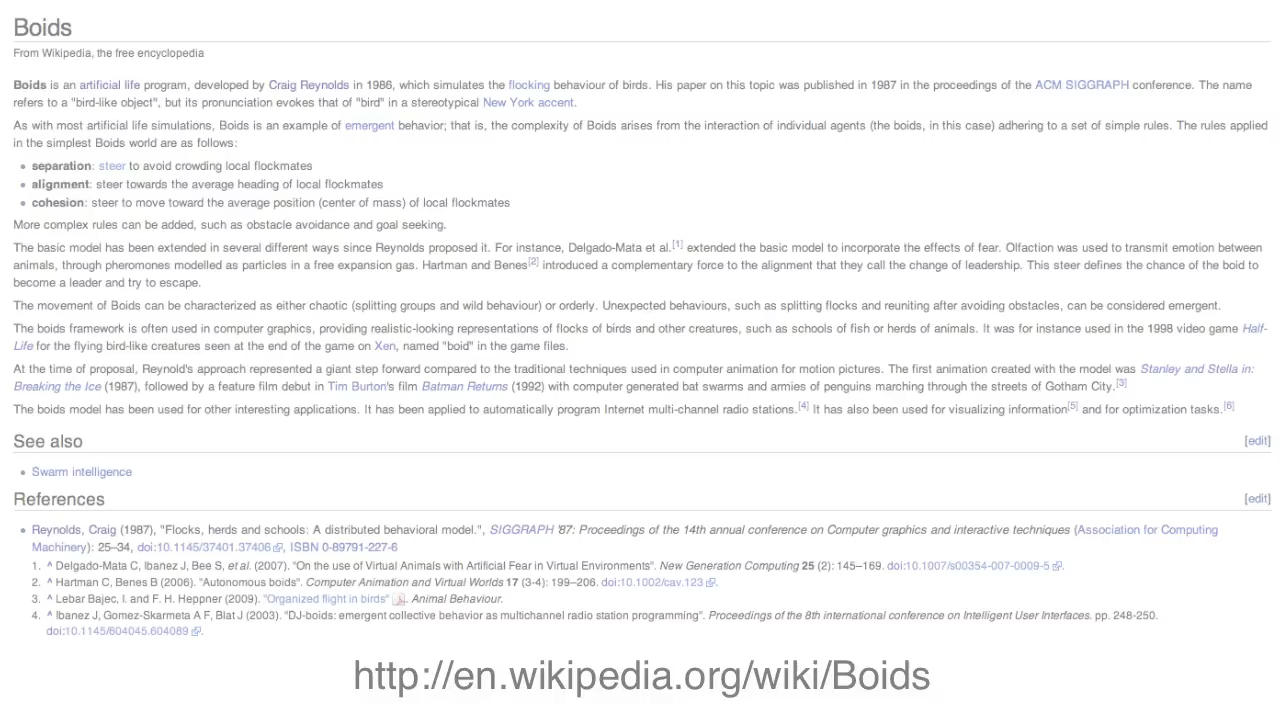 Boids
From Wikipedia, the free encyclopedia
Boids is an artificial life program, developed by Craig Reynolds in 1986, which simulates the flocking behaviour of birds. His paper on this topic was published in 1987 in the proceedings of the ACM SIGGRAPH conference. The name
refers to a "bird-like object", but its pronunciation evokes that of "bird" in a stereotypical New York accent.
As with most artificial life simulations, Boids is an example of emergent behavior; that is, the complexity of Boids arises from the interaction of individual agents (the boids, in this case) adhering to a set of simple rules. The rules applied
in the simplest Boids world are as follows:
• separation: steer to avoid crowding local flockmates
• alignment: steer towards the average heading of local flockmates
• cohesion: steer to move toward the average position (center of mass) of local flockmates
More complex rules can be added, such as obstacle avoidance and goal seeking.
The basic model has been extended in several different ways since Reynolds proposed it. For instance, Delgado-Mata et al.[1] extended the basic model to incorporate the effects of fear. Olfaction was used to transmit emotion between
animals, through pheromones modelled as particles in a free expansion gas. Hartman and Benes[2] introduced a complementary force to the alignment that they call the change of leadership. This steer defines the chance of the boid to
become a leader and try to escape.
The movement of Boids can be characterized as either chaotic (splitting groups and wild behaviour) or orderly. Unexpected behaviours, such as splitting flocks and reuniting after avoiding obstacles, can be considered emergent.
The boids framework is often used in computer graphics, providing realistic-looking representations of flocks of birds and other creatures, such as schools of fish or herds of animals. It was for instance used in the 1998 video game Half-
Life for the flying bird-like creatures seen at the end of the game on Xen, named "boid" in the game files.
At the time of proposal, Reynold's approach represented a giant step forward compared to the traditional techniques used in computer animation for motion pictures. The first animation created with the model was Stanley and Stella in:
Breaking the Ice (1987), followed by a feature film debut in Tim Burton's film Batman Returns (1992) with computer generated bat swarms and armies of penguins marching through the streets of Gotham City.[3]
The boids model has been used for other interesting applications. It has been applied to automatically program Internet multi-channel radio stations.[4] It has also been used for visualizing information[5] and for optimization tasks.[6]
See also [edit]
• Swarm intelligence
References [edit]
• Reynolds, Craig (1987), "Flocks, herds and schools: A distributed behavioral model.", SIGGRAPH '87: Proceedings of the 14th annual conference on Computer graphics and interactive techniques (Association for Computing
Machinery): 25–34, doi:10.1145/37401.37406, ISBN 0-89791-227-6
1. ^ Delgado-Mata C, Ibanez J, Bee S, et al. (2007). "On the use of Virtual Animals with Artificial Fear in Virtual Environments". New Generation Computing 25 (2): 145–169. doi:10.1007/s00354-007-0009-5.
2. ^ Hartman C, Benes B (2006). "Autonomous boids". Computer Animation and Virtual Worlds 17 (3-4): 199–206. doi:10.1002/cav.123.
3. ^ Lebar Bajec, I. and F. H. Heppner (2009). "Organized flight in birds". Animal Behaviour.
4. ^ Ibanez J, Gomez-Skarmeta A F, Blat J (2003). "DJ-boids: emergent collective behavior as multichannel radio station programming". Proceedings of the 8th international conference on Intelligent User Interfaces. pp. 248-250.
doi:10.1145/604045.604089.
http://en.wikipedia.org/wiki/Boids